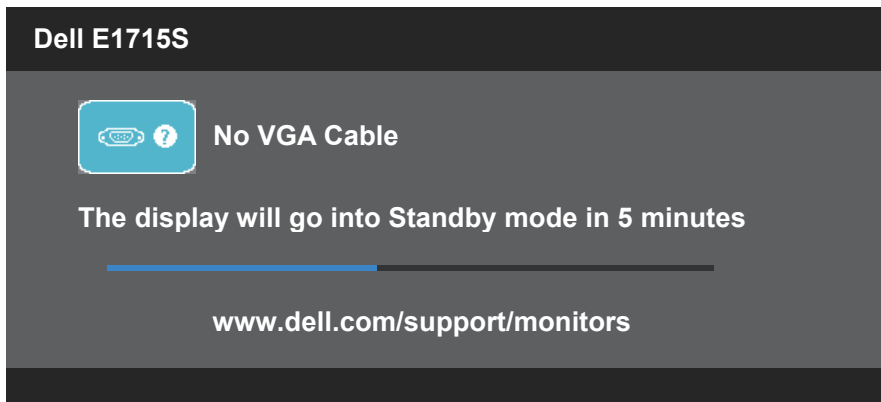 Dell E1715S
No VGA Cable
The display will go into Standby mode in 5 minutes
www.dell.com/support/monitors